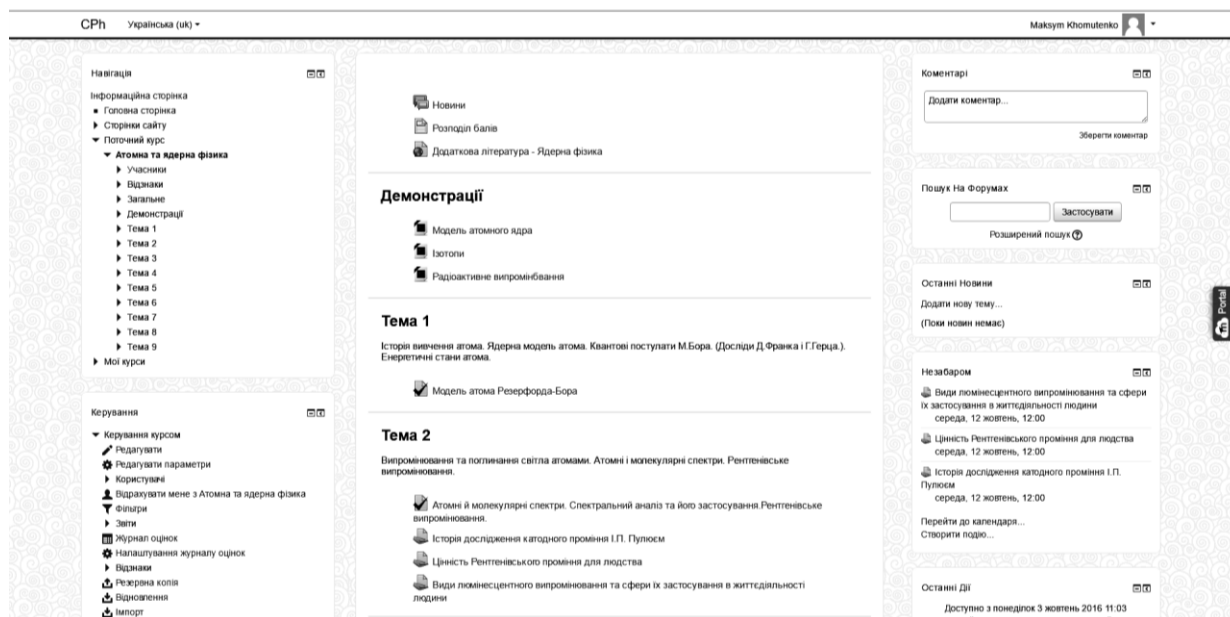 CPh Українська (uk)
Maksym Khomutenko
Навігація
Інформаційна сторінка
Головна сторінка
Сторінки сайту
Поточний курс
Атомна та ядерна фізика
Учасники
Відзнаки
Загальне
Демонстрації
Тема 1
Тема 2
Тема 3
Тема 4
Тема 5
Тема 6
Тема 7
Тема 8
Тема 9
Мої курси
Керування
Керування курсом
Редагувати
Редагувати параметри
Користувачі
Відрахувати мене з Атомна та ядерна фізика
Фільтри
Звіти
Журнал оцінок
Налаштування журналу оцінок
Відзнаки
Резервна копія
Відновлення
Імпорт
Новини
Розподіл балів
Додаткова література - Ядерна фізика
Демонстрації
Модель атомного ядра
Ізотопи
Радіоактивне випромінбвання
Тема 1
Історія вивчення атома. Ядерна модель атома. Квантові постулати М.Бора. (Досліди Д.Франка і Г.Герца.).
Енергетичні стани атома.
Модель атома Резерфорда-Бора
Тема 2
Випромінювання та поглинання світла атомами. Атомні і молекулярні спектри. Рентгенівське
випромінювання.
Атомні й молекулярні спектри. Спектральний аналіз та його застосування.Рентгенівське
випромінювання.
Історія дослідження катодного проміння І.П. Пулюєм
Цінність Рентгенівського проміння для людства
Види люмінесцентного випромінювання та сфери їх застосування в життєдіяльності
людини
Коментарі
Додати коментар...
Зберегти коментар
Пошук На Форумах
Застосувати
Розширений пошук
Останні Новини
Додати нову тему...
(Поки новин немає)
Незабаром
Види люмінесцентного випромінювання та сфери
їх застосування в життєдіяльності людини
середа, 12 жовтень, 12:00
Цінність Рентгенівського проміння для людства
середа, 12 жовтень, 12:00
Історія дослідження катодного проміння І.П.
Пулюєм
середа, 12 жовтень, 12:00
Перейти до календаря...
Створити подію...
Останні Дії
Доступно з понеділок 3 жовтень 2016 11:03
Portal